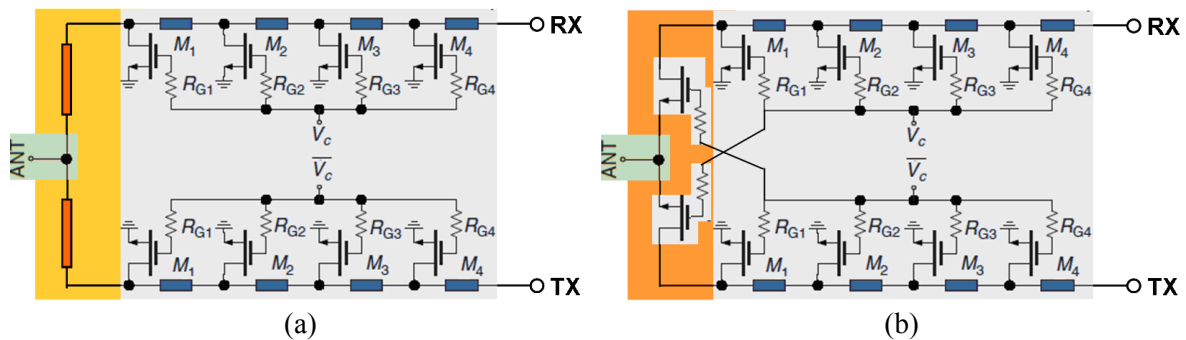 RX
M1 M2 M3 M4
RG1 RG2 RG3 RG4
Vc
ANT
Vc
RG1 RG2 RG3 RG4
M1 M2 M3 M4
TX
(a)
RX
M1 M2 M3 M4
RG1 RG2 RG3 RG4
Vc
ANT
Vc
RG1 RG2 RG3 RG4
M1 M2 M3 M4
TX
(b)